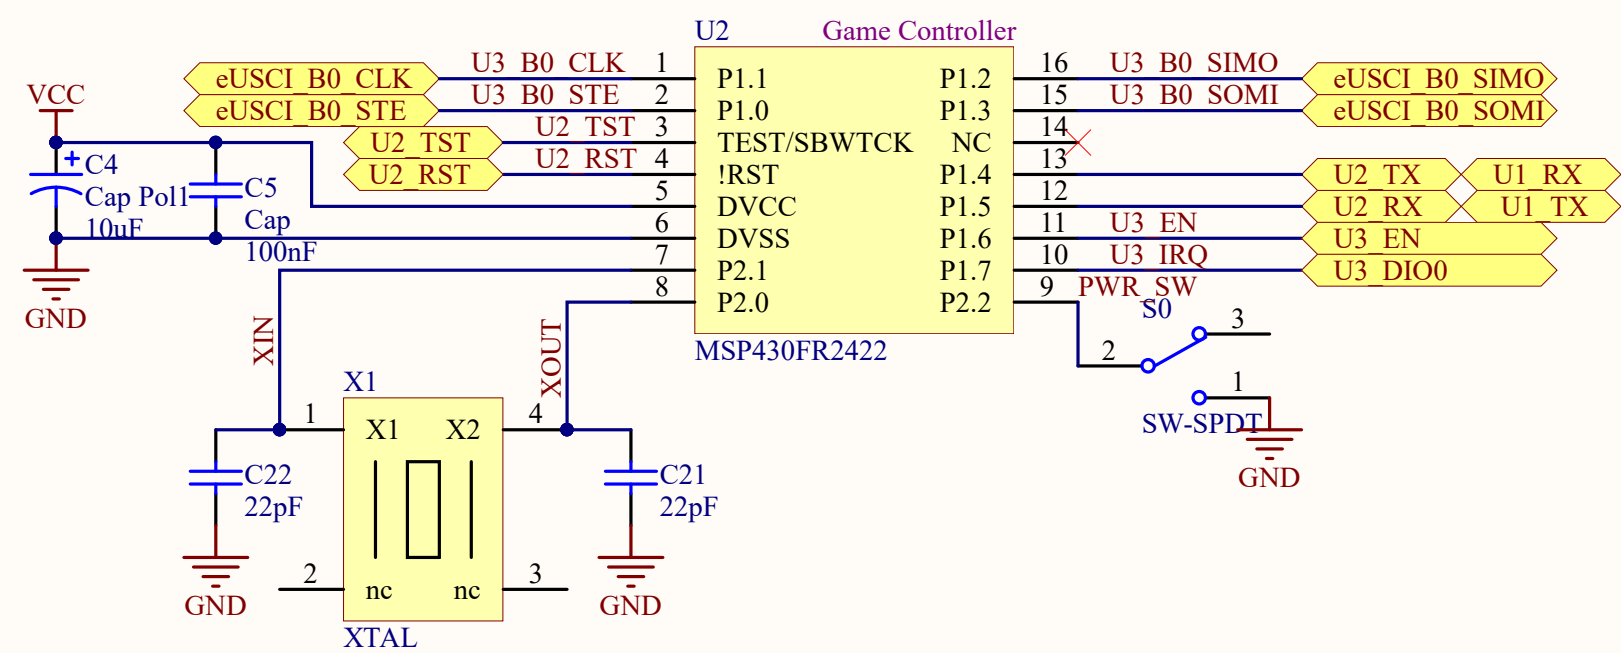 U2
Game Controller
eUSCI_B0_CLK
U3_B0_CLK
1
P1.1
P1.2
16
U3_B0_SIMO
eUSCI_B0_SIMO
VCC
eUSCI_B0_STE
U3_B0_STE
2
P1.0
P1.3
15
U3_B0_SOMI
eUSCI_B0_SOMI
U2_TST
U2_TST
3
TEST/SBWTCK
NC
14
U2_RST
U2_RST
4
!RST
P1.4
13
U2_TX
U1_RX
5
DVCC
P1.5
12
U2_RX
U1_TX
6
DVSS
P1.6
11
U3_EN
U3_EN
7
P2.1
P1.7
10
U3_IRQ
U3_DIO0
8
P2.0
P2.2
9
PWR_SW
MSP430FR2422
C4
Cap Pol1
10uF
C5
Cap
100nF
GND
S0
3
2
1
SW-SPDT
GND
XIN
XOUT
X1
1
X1
X2
4
C22
22pF
C21
22pF
2
nc
nc
3
GND
GND
XTAL